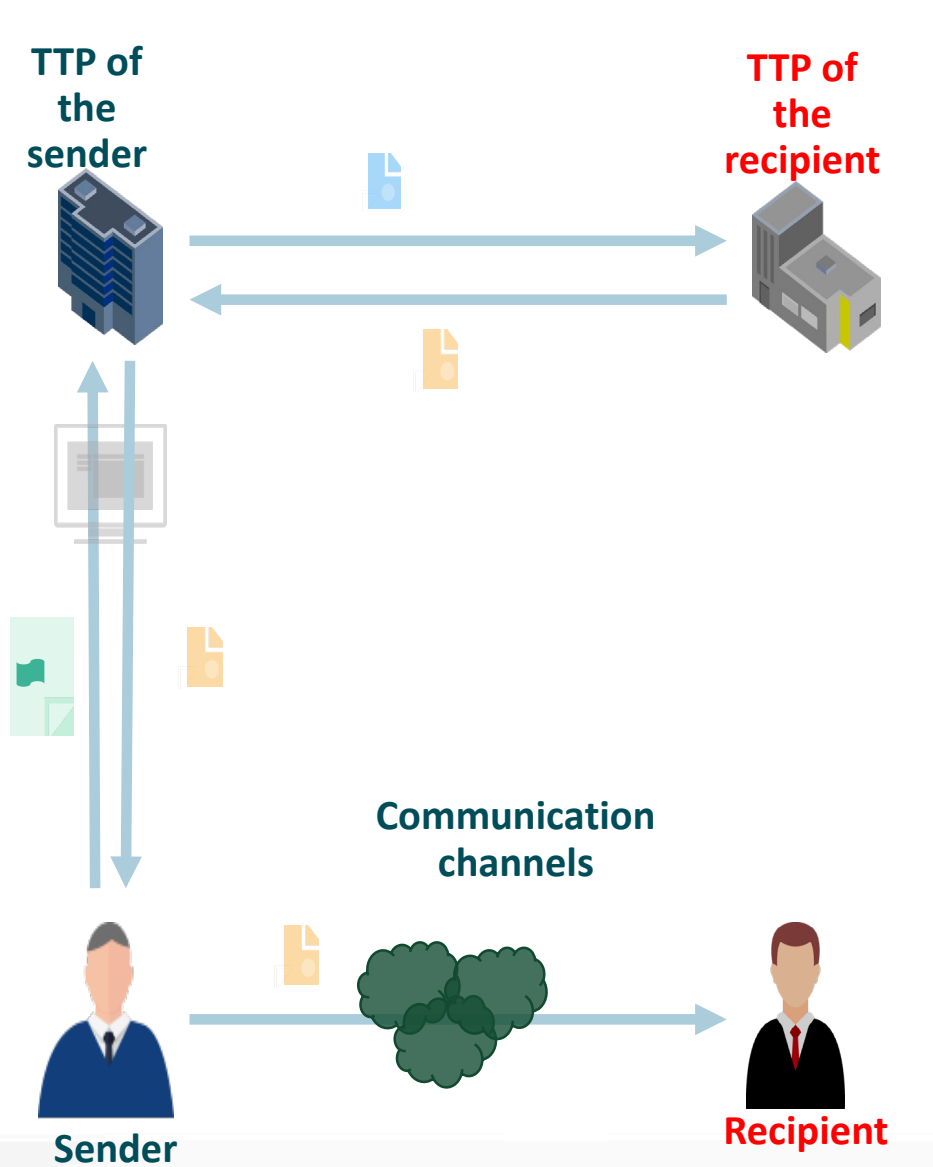 TTP of
the
sender
TTP of
the
recipient
Communication
channels
Sender
Recipient